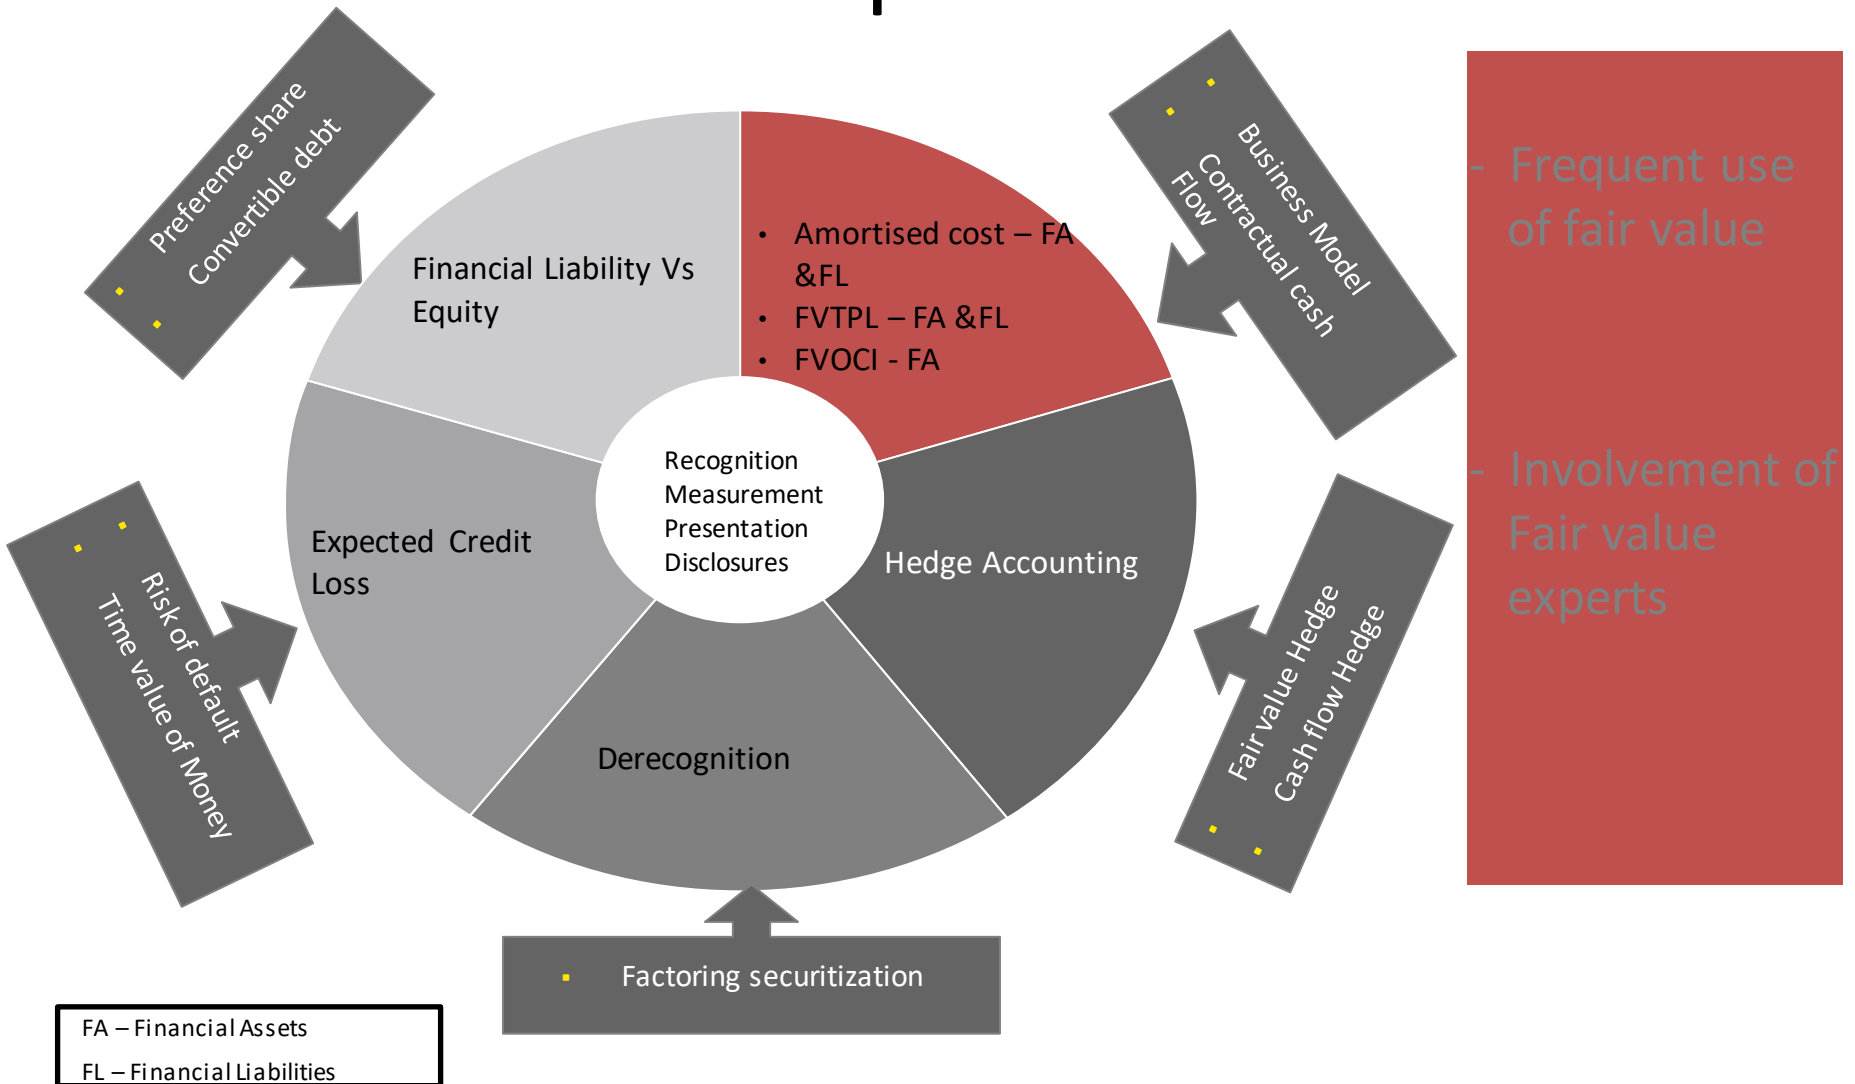 Preference share
Convertible debt
Financial Liability Vs
Equity
• Amortised cost – FA
&FL
• FVTPL – FA &FL
• FVOCI - FA
Business Model
Contractual cash
Flow
- Frequent use
of fair value
- Involvement of
Fair value
experts
Recognition
Measurement
Presentation
Disclosures
Expected Credit
Loss
Hedge Accounting
Risk of default
Time value of Money
Fair value Hedge
Cash flow Hedge
Derecognition
▪ Factoring securitization
FA – Financial Assets
FL – Financial Liabilities